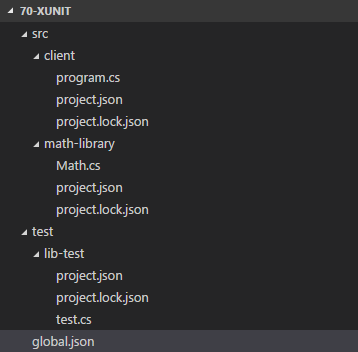 70-XUNIT
src
client
program.cs
project.json
project.lock.json
math-library
Math.cs
project.json
project.lock.json
test
lib-test
project.json
project.lock.json
test.cs
global.json